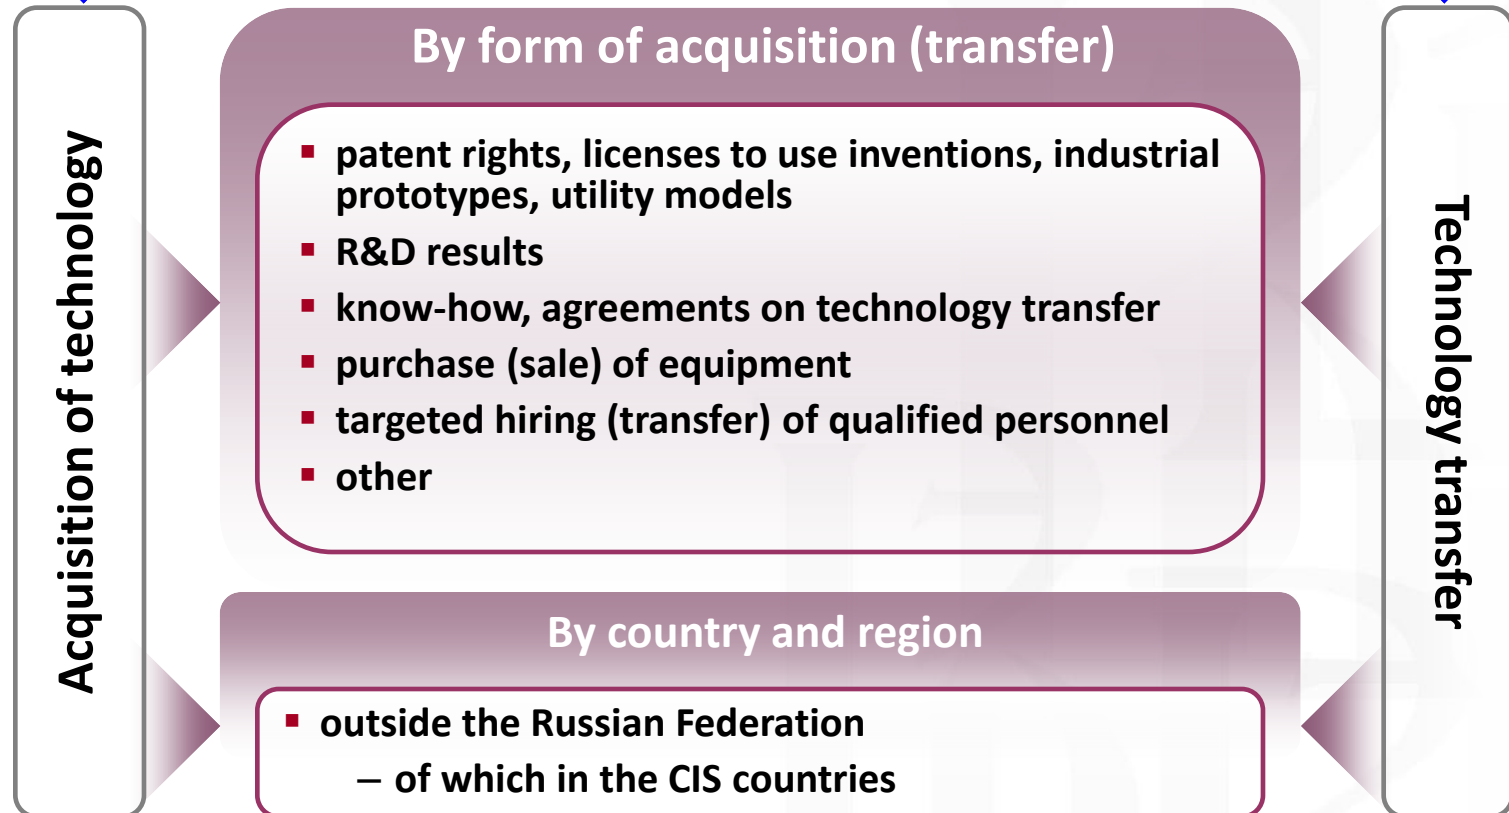 Acquisition of technology
By form of acquisition (transfer)
▪ patent rights, licenses to use inventions, industrial
prototypes, utility models
▪ R&D results
▪ know-how, agreements on technology transfer
▪ purchase (sale) of equipment
▪ targeted hiring (transfer) of qualified personnel
▪ other
By country and region
▪ outside the Russian Federation
– of which in the CIS countries
Technology transfer